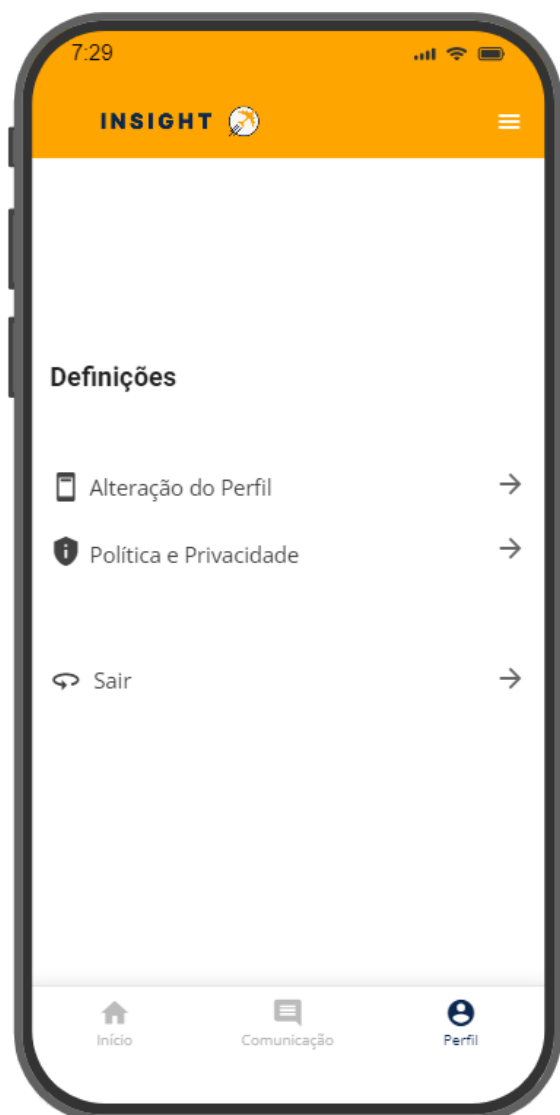 7:29
INSIGHT
Definições
Alteração do Perfil
Política e Privacidade
Sair
Início
Comunicação
Perfil